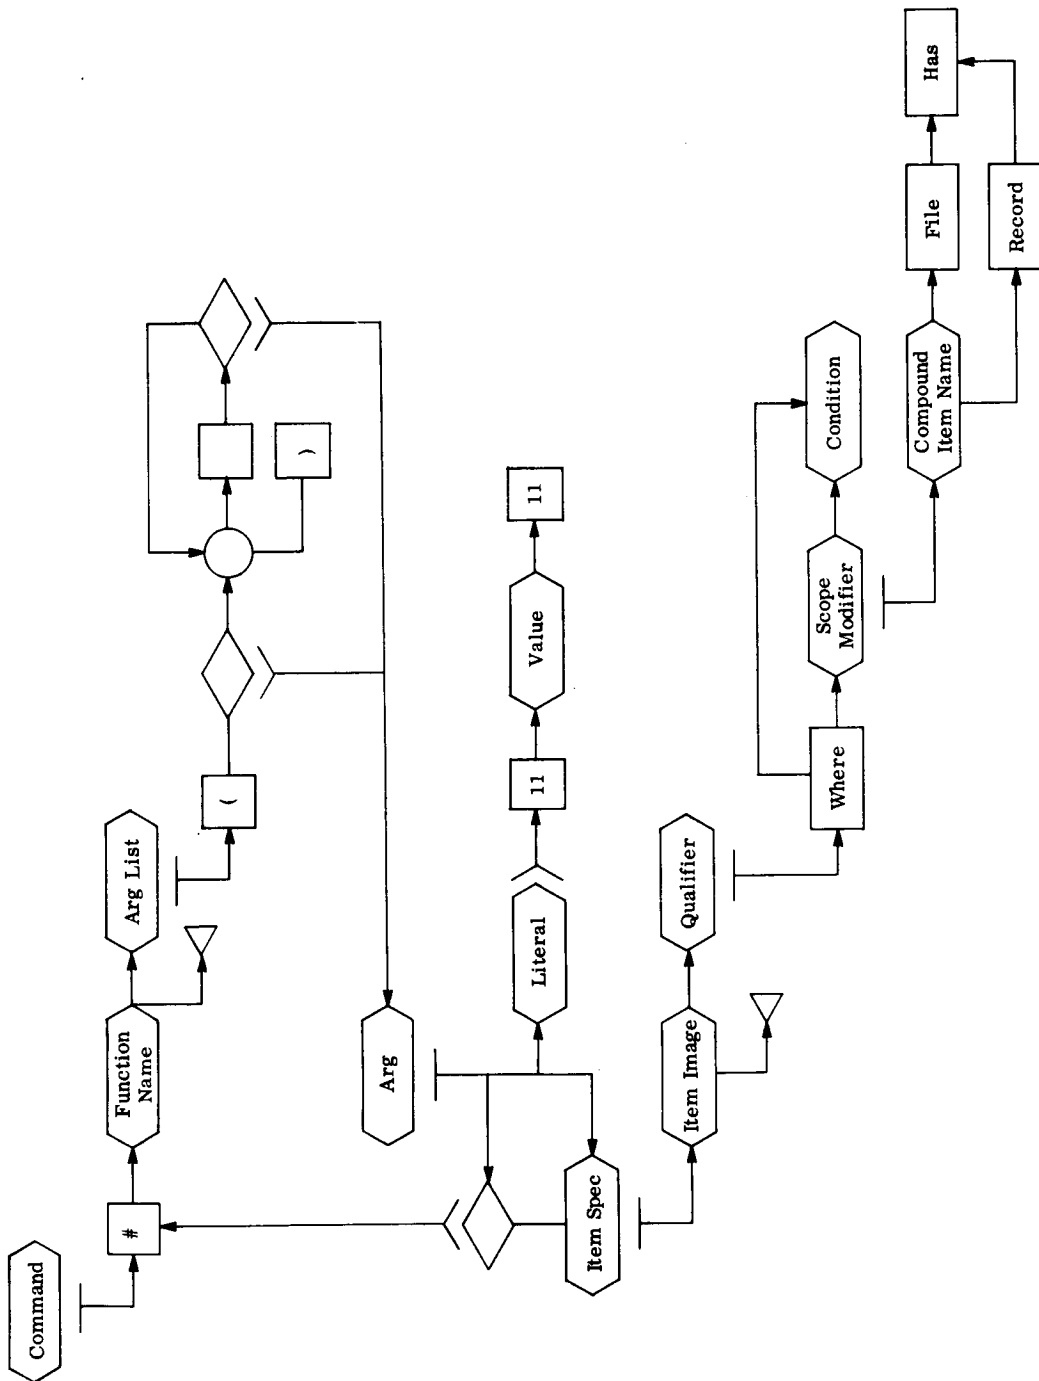 Command
#
Function
Name
Arg List
(
)
Arg
Literal
11
Value
11
Item Spec
Item Image
Qualifier
Where
Scope
Modifier
Condition
Compound
Item Name
File
Has
Record